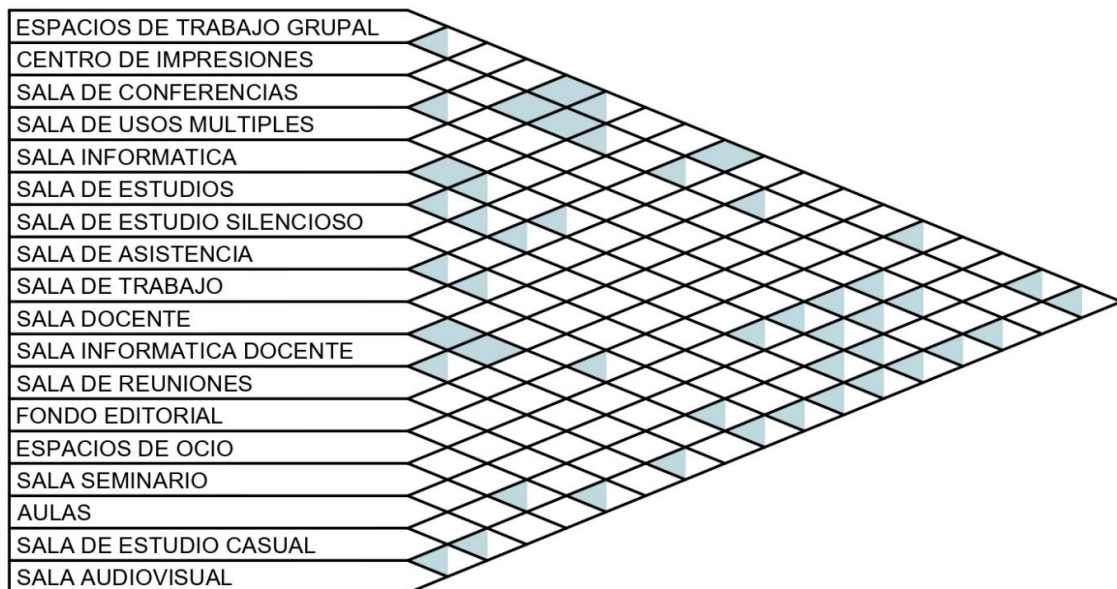 ESPACIOS DE TRABAJO GRUPAL
CENTRO DE IMPRESIONES
SALA DE CONFERENCIAS
SALA DE USOS MULTIPLES
SALA INFORMATICA
SALA DE ESTUDIOS
SALA DE ESTUDIO SILENCIOSO
SALA DE ASISTENCIA
SALA DE TRABAJO
SALA DOCENTE
SALA INFORMATICA DOCENTE
SALA DE REUNIONES
FONDO EDITORIAL
ESPACIOS DE OCIO
SALA SEMINARIO
AULAS
SALA DE ESTUDIO CASUAL
SALA AUDIOVISUAL